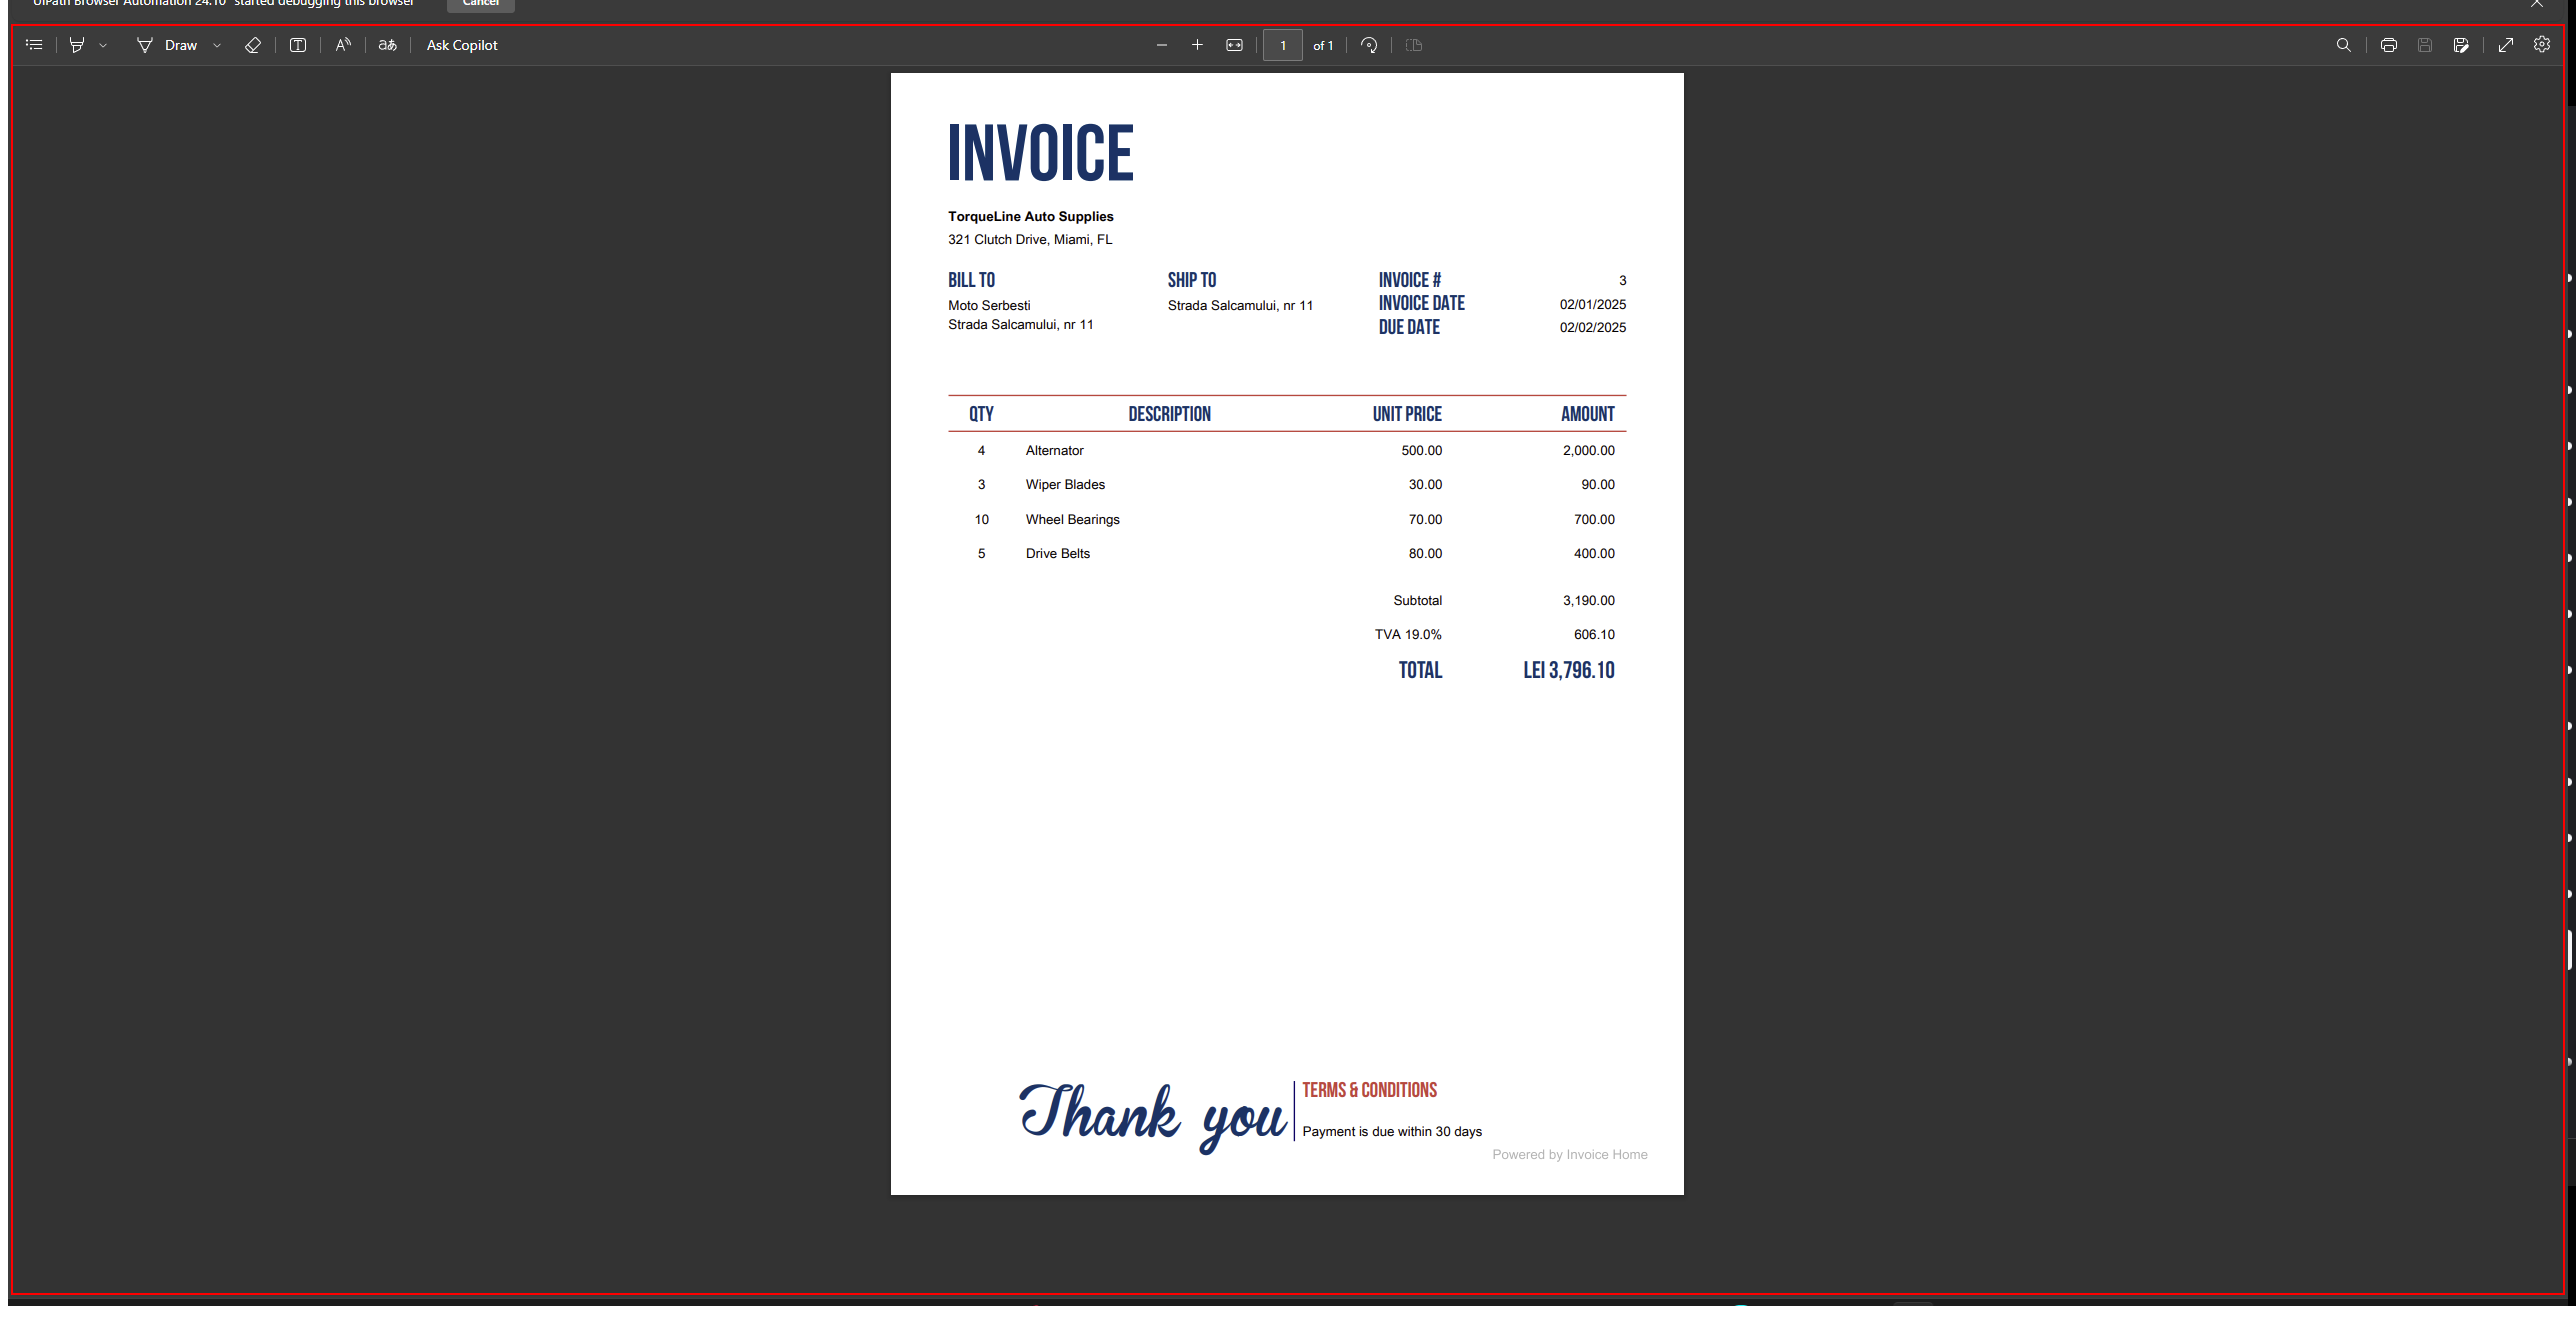 UiPath Browser Automation 24.10" started debugging this browser
Cancel
Draw
aあ
Ask Copilot
1
of 1
INVOICE
TorqueLine Auto Supplies
321 Clutch Drive, Miami, FL
BILL TO
Moto Serbesti
Strada Salcamului, nr 11
SHIP TO
Strada Salcamului, nr 11
INVOICE # 3
INVOICE DATE 02/01/2025
DUE DATE 02/02/2025
QTY DESCRIPTION UNIT PRICE AMOUNT
4 Alternator 500.00 2,000.00
3 Wiper Blades 30.00 90.00
10 Wheel Bearings 70.00 700.00
5 Drive Belts 80.00 400.00
Subtotal 3,190.00
TVA 19.0% 606.10
TOTAL LEI 3,796.10
Thank you
TERMS & CONDITIONS
Payment is due within 30 days
Powered by Invoice Home